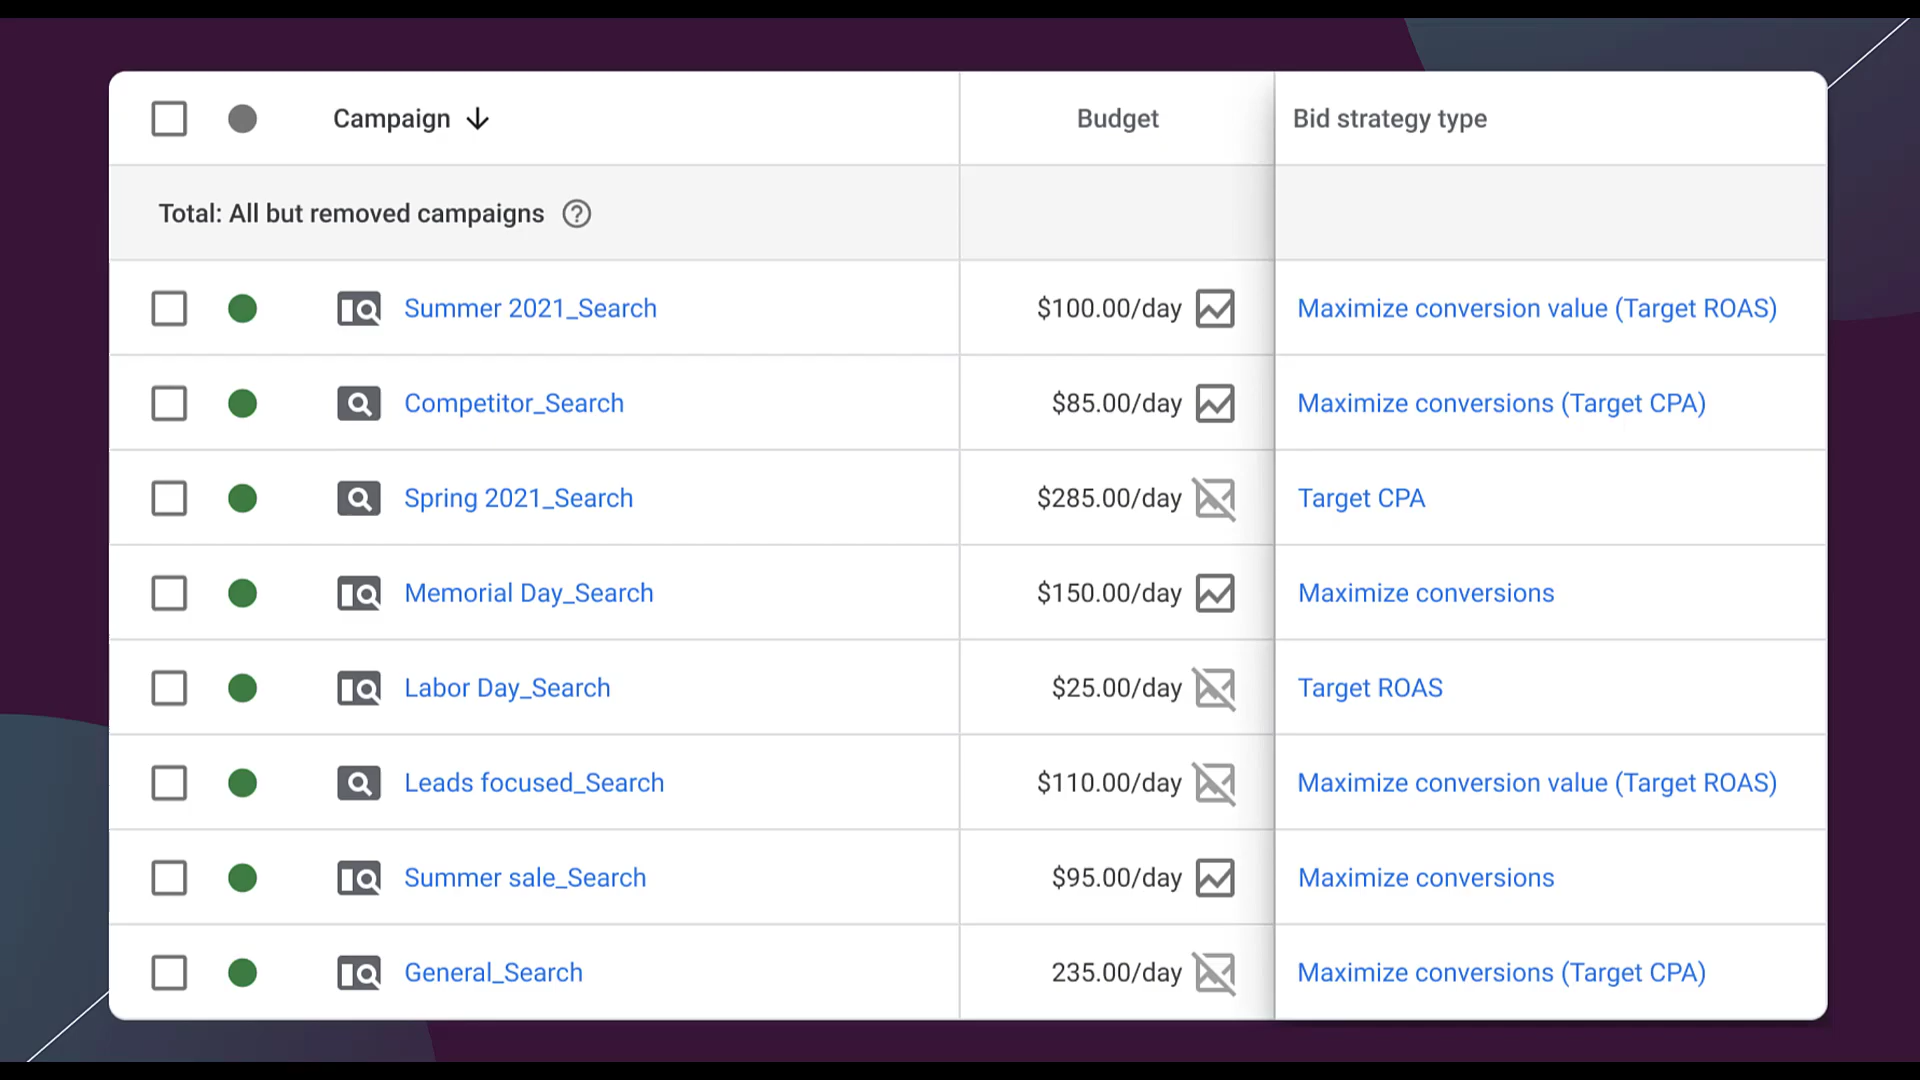 Campaign Budget Bid strategy type
Total: All but removed campaigns
Summer 2021_Search $100.00/day Maximize conversion value (Target ROAS)
Competitor_Search $85.00/day Maximize conversions (Target CPA)
Spring 2021_Search $285.00/day Target CPA
Memorial Day_Search $150.00/day Maximize conversions
Labor Day_Search $25.00/day Target ROAS
Leads focused_Search $110.00/day Maximize conversion value (Target ROAS)
Summer sale_Search $95.00/day Maximize conversions
General_Search 235.00/day Maximize conversions (Target CPA)